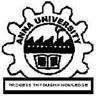 ANNA UNIVERSITY
PROGRESS THROUGH KNOWLEDGE